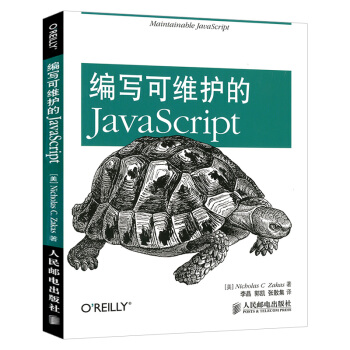 Maintainable JavaScript
编写可维护的
JavaScript
[美] Nicholas C Zakas 著
李晶 郭凯 张散集 译
O'REILLY®
人民邮电出版社
POSTS & TELECOM PRESS
O'REILLY®
编写可维护的JavaScript
[美] Nicholas C. Zakas 著
人民邮电出版社